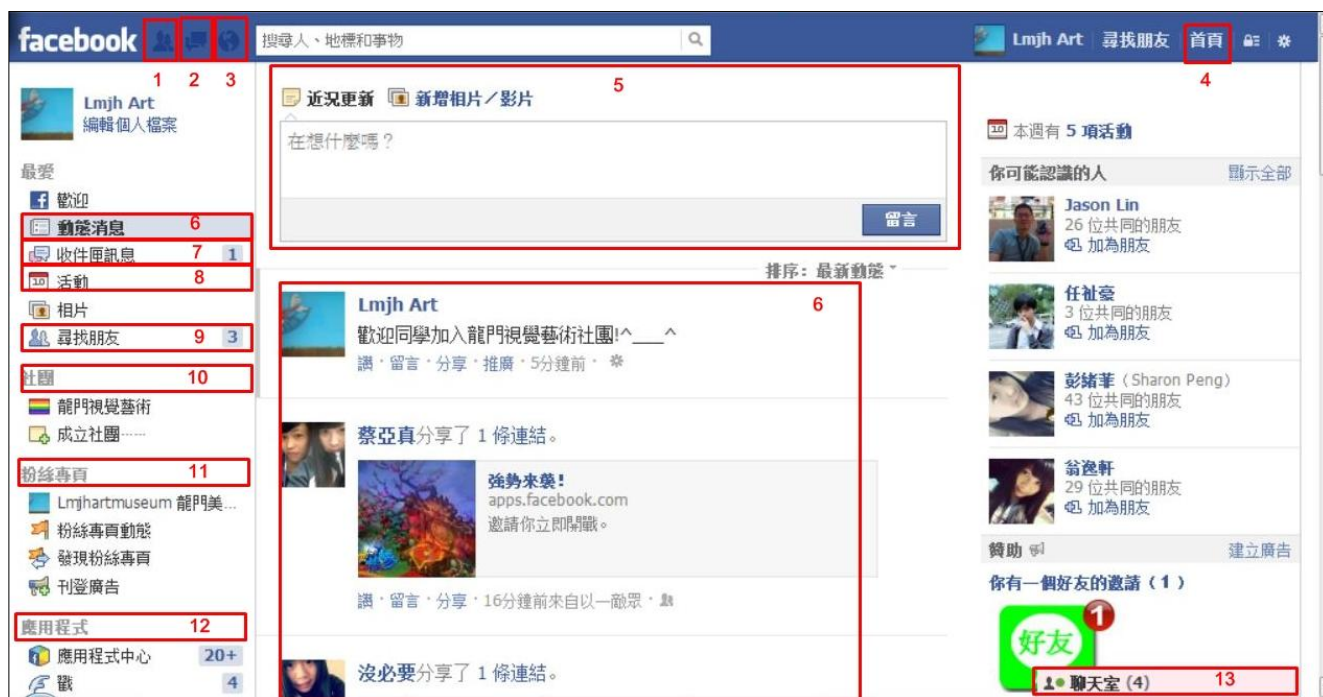 facebook
搜尋人、地標和事物
Lmjh Art 尋找朋友 首頁
1 2 3
4
Lmjh Art
編輯個人檔案
最愛
歡迎
動態消息 6
收件匣訊息 7 1
10 活動 8
相片
尋找朋友 9 3
社團 10
龍門視覺藝術
成立社團……
粉絲專頁 11
Lmjhartmuseum 龍門美...
粉絲專頁動態
發現粉絲專頁
刊登廣告
應用程式 12
應用程式中心 20+
戳 4
5
近況更新 新增相片/影片
在想什麼嗎?
留言
排序: 最新動態
6
Lmjh Art
歡迎同學加入龍門視覺藝術社團!^___^
讚 · 留言 · 分享 · 推廣 · 5分鐘前 ·
蔡亞真分享了 1 條連結。
強勢來襲!
apps.facebook.com
邀請你立即開戰。
讚 · 留言 · 分享 · 16分鐘前來自以一敵眾 ·
沒必要分享了 1 條連結。
10 本週有 5 項活動
你可能認識的人 顯示全部
Jason Lin
26 位共同的朋友
加為朋友
任祉豪
3 位共同的朋友
加為朋友
彭緒菶（Sharon Peng）
43 位共同的朋友
加為朋友
翁逸軒
29 位共同的朋友
加為朋友
贊助 建立廣告
你有一個好友的邀請（1）
好友
1
聊天室 (4) 13